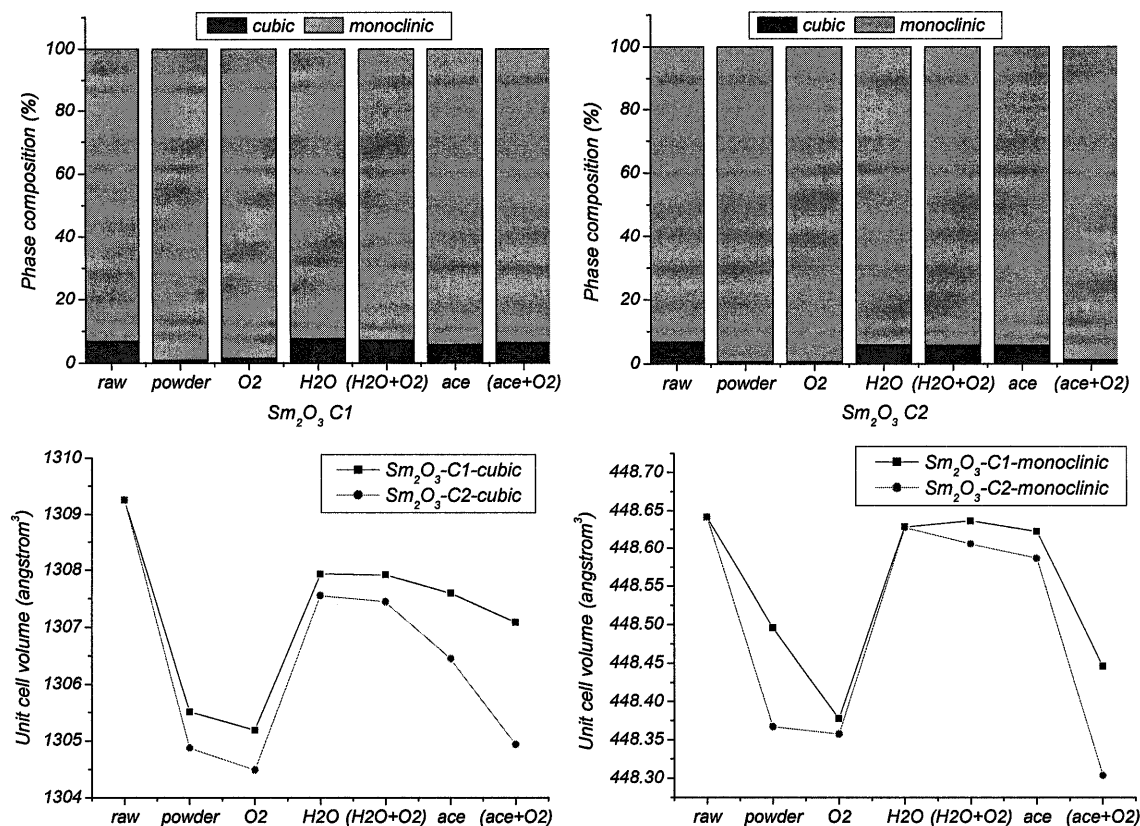 cubic monoclinic
100
80
60
40
20
0
Phase composition (%)
raw powder O2 H2O (H2O+O2) ace (ace+O2)
Sm₂O₃ C1
cubic monoclinic
100
80
60
40
20
0
Phase composition (%)
raw powder O2 H2O (H2O+O2) ace (ace+O2)
Sm₂O₃ C2
1310
1309
1308
1307
1306
1305
1304
Unit cell volume (angstrom³)
Sm₂O₃-C1-cubic
Sm₂O₃-C2-cubic
raw powder O2 H2O (H2O+O2) ace (ace+O2)
448.70
448.65
448.60
448.55
448.50
448.45
448.40
448.35
448.30
Unit cell volume (angstrom³)
Sm₂O₃-C1-monoclinic
Sm₂O₃-C2-monoclinic
raw powder O2 H2O (H2O+O2) ace (ace+O2)